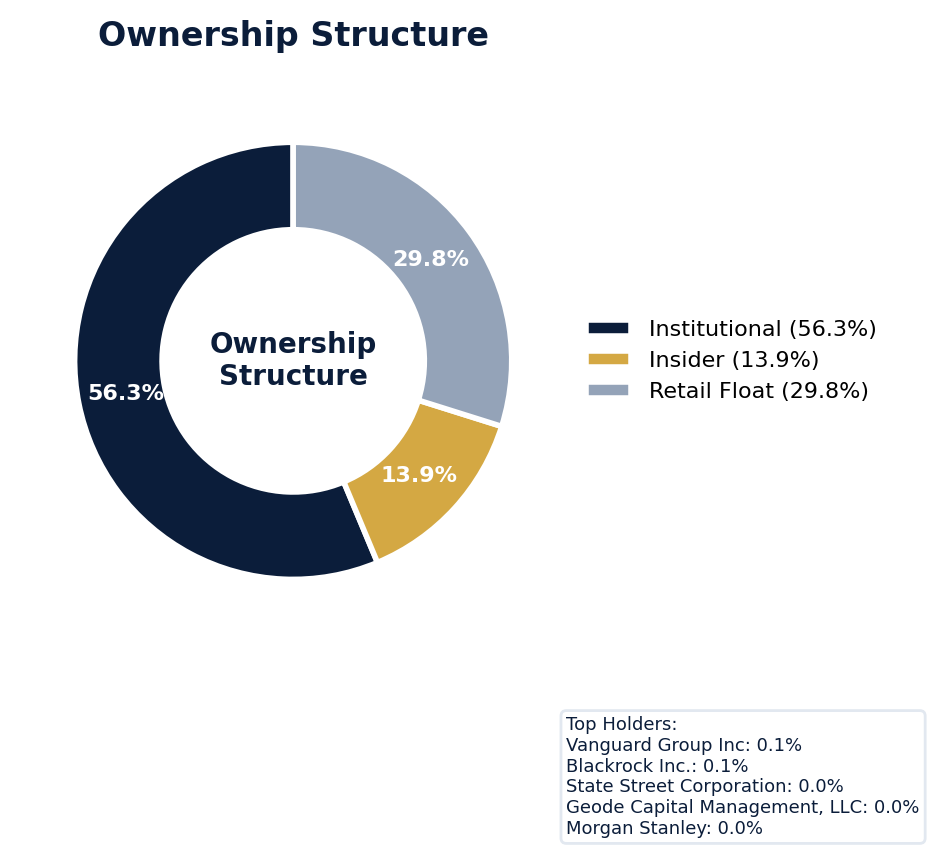 Ownership Structure
29.8%
Ownership
Structure
56.3%
13.9%
Institutional (56.3%)
Insider (13.9%)
Retail Float (29.8%)
Top Holders:
Vanguard Group Inc: 0.1%
Blackrock Inc.: 0.1%
State Street Corporation: 0.0%
Geode Capital Management, LLC: 0.0%
Morgan Stanley: 0.0%